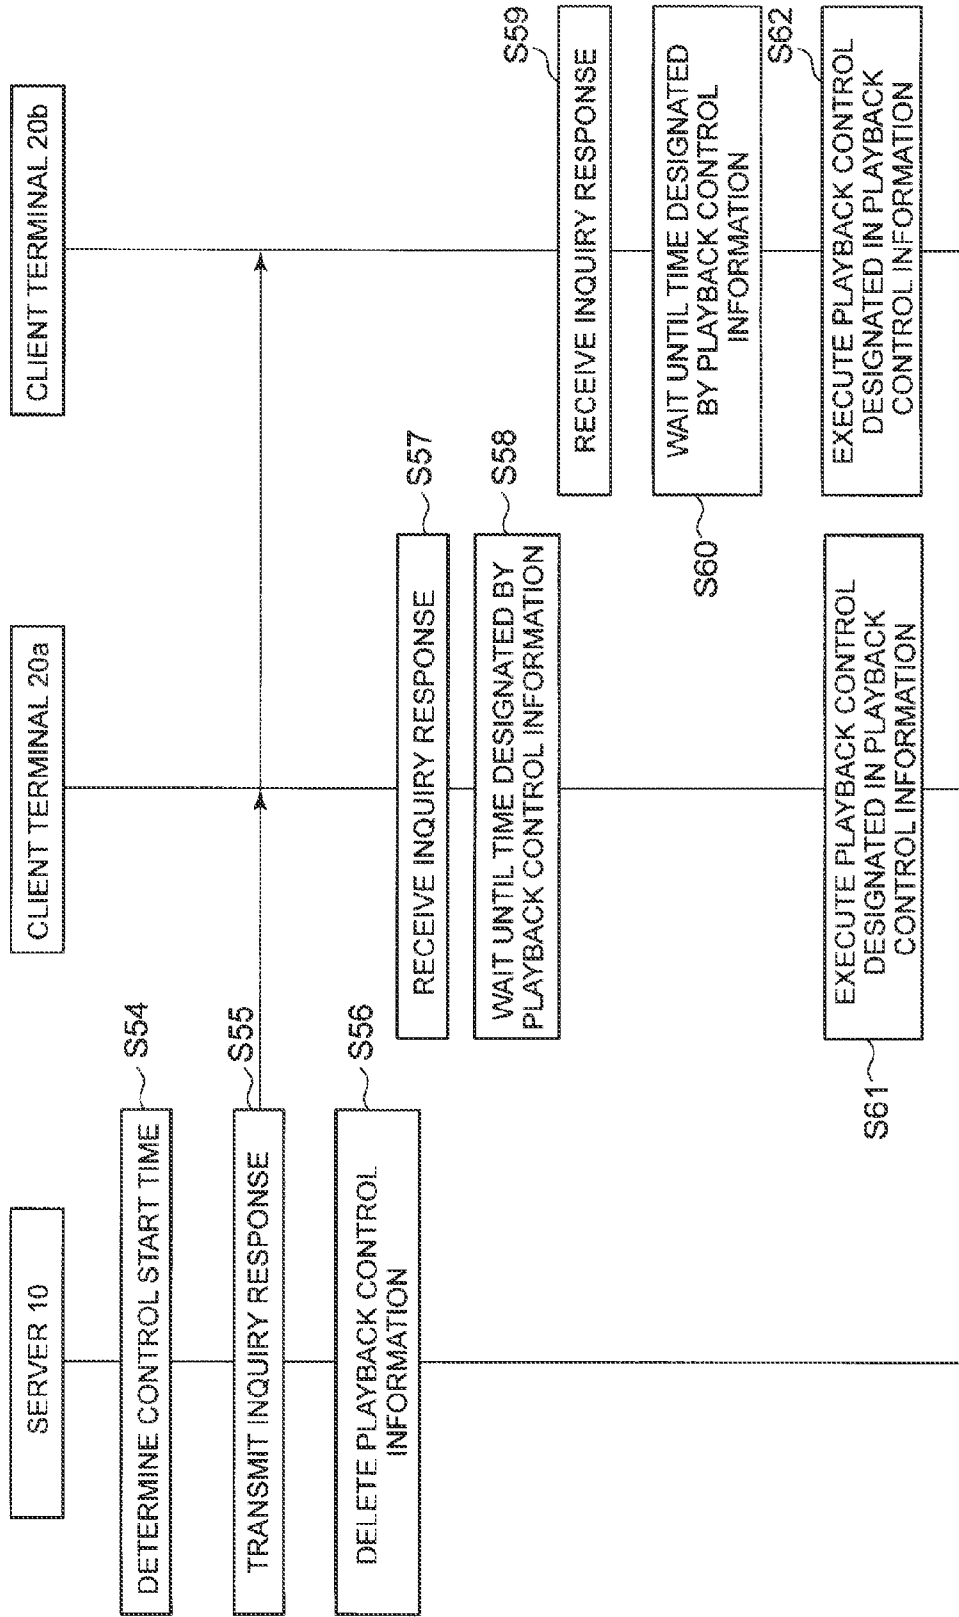 SERVER 10
CLIENT TERMINAL 20a
CLIENT TERMINAL 20b
DETERMINE CONTROL START TIME
S54
TRANSMIT INQUIRY RESPONSE
S55
DELETE PLAYBACK CONTROL
INFORMATION
S56
RECEIVE INQUIRY RESPONSE
S57
WAIT UNTIL TIME DESIGNATED BY
PLAYBACK CONTROL INFORMATION
S58
RECEIVE INQUIRY RESPONSE
S59
WAIT UNTIL TIME DESIGNATED
BY PLAYBACK CONTROL
INFORMATION
S60
EXECUTE PLAYBACK CONTROL
DESIGNATED IN PLAYBACK
CONTROL INFORMATION
S61
EXECUTE PLAYBACK CONTROL
DESIGNATED IN PLAYBACK
CONTROL INFORMATION
S62